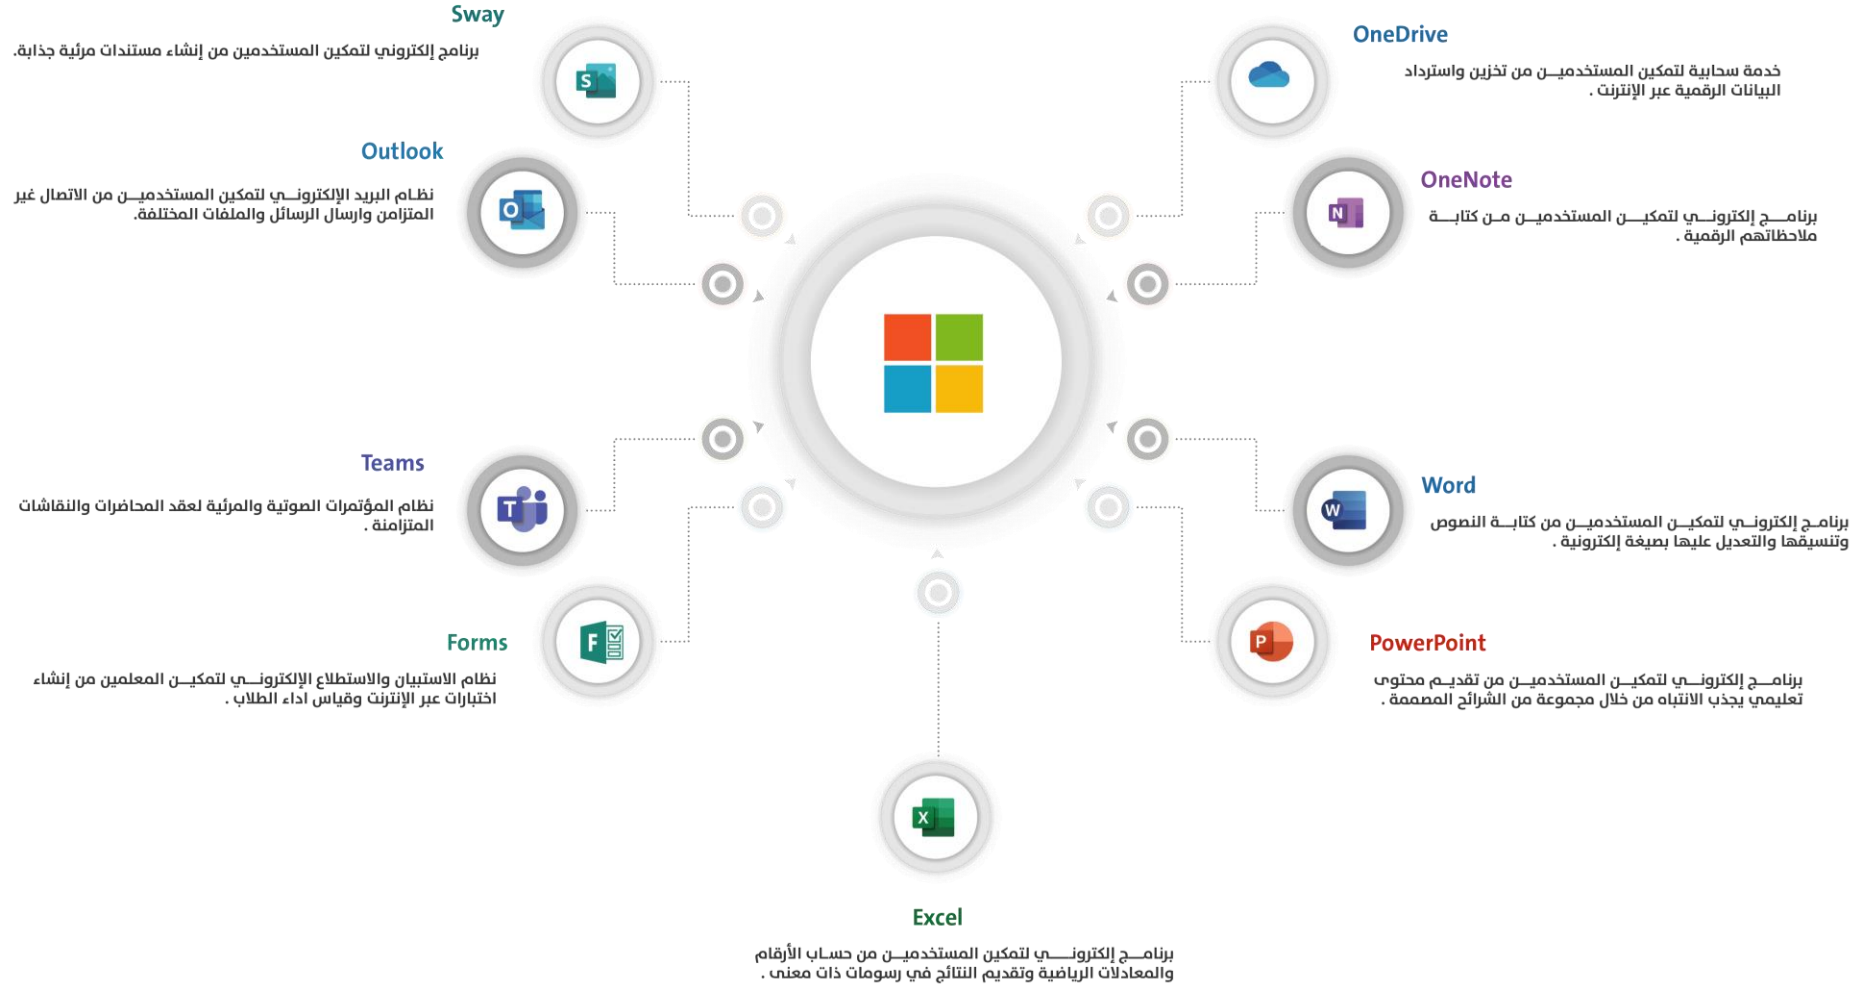 Sway
برنامج إلكتروني لتمكين المستخدمين من إنشاء مستندات مرئية جذابة.
Outlook
نظام البريد الإلكتروني لتمكين المستخدمين من الاتصال غير
المتزامن وارسال الرسائل والملفات المختلفة.
Teams
نظام المؤتمرات الصوتية والمرئية لعقد المحاضرات والنقاشات
المتزامنة .
Forms
نظام الاستبيان والاستطلاع الإلكتروني لتمكين المعلمين من إنشاء
اختبارات عبر الإنترنت وقياس اداء الطلاب .
OneDrive
خدمة سحابية لتمكين المستخدمين من تخزين واسترداد
البيانات الرقمية عبر الإنترنت .
OneNote
برنامج إلكتروني لتمكين المستخدمين من كتابة
ملاحظاتهم الرقمية .
Word
برنامج إلكتروني لتمكين المستخدمين من كتابة النصوص
وتنسيقها والتعديل عليها بصيغة إلكترونية .
PowerPoint
برنامج إلكتروني لتمكين المستخدمين من تقديم محتوى
تعليمي يجذب الانتباه من خلال مجموعة من الشرائح المصممة .
Excel
برنامج إلكتروني لتمكين المستخدمين من حساب الأرقام
والمعادلات الرياضية وتقديم النتائج في رسومات ذات معنى .
S
O
T
F
N
W
P
X